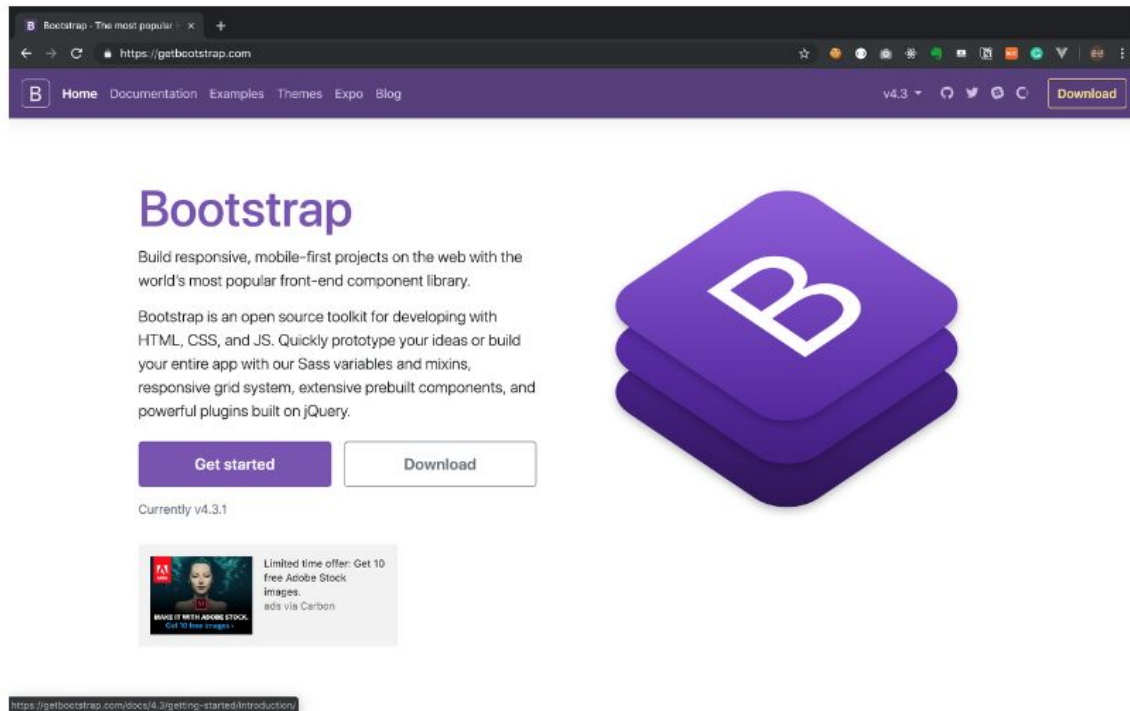 B Bootstrap - The most popular
https://getbootstrap.com
B Home Documentation Examples Themes Expo Blog v4.3 Download
Bootstrap
Build responsive, mobile-first projects on the web with the
world's most popular front-end component library.
Bootstrap is an open source toolkit for developing with
HTML, CSS, and JS. Quickly prototype your ideas or build
your entire app with our Sass variables and mixins,
responsive grid system, extensive prebuilt components, and
powerful plugins built on jQuery.
Get started Download
Currently v4.3.1
B
Limited time offer: Get 10
free Adobe Stock
images.
ads via Carbon
MAKE IT WITH ADOBE STOCK.
Get 10 free images ›
https://getbootstrap.com/docs/4.3/getting-started/introduction/